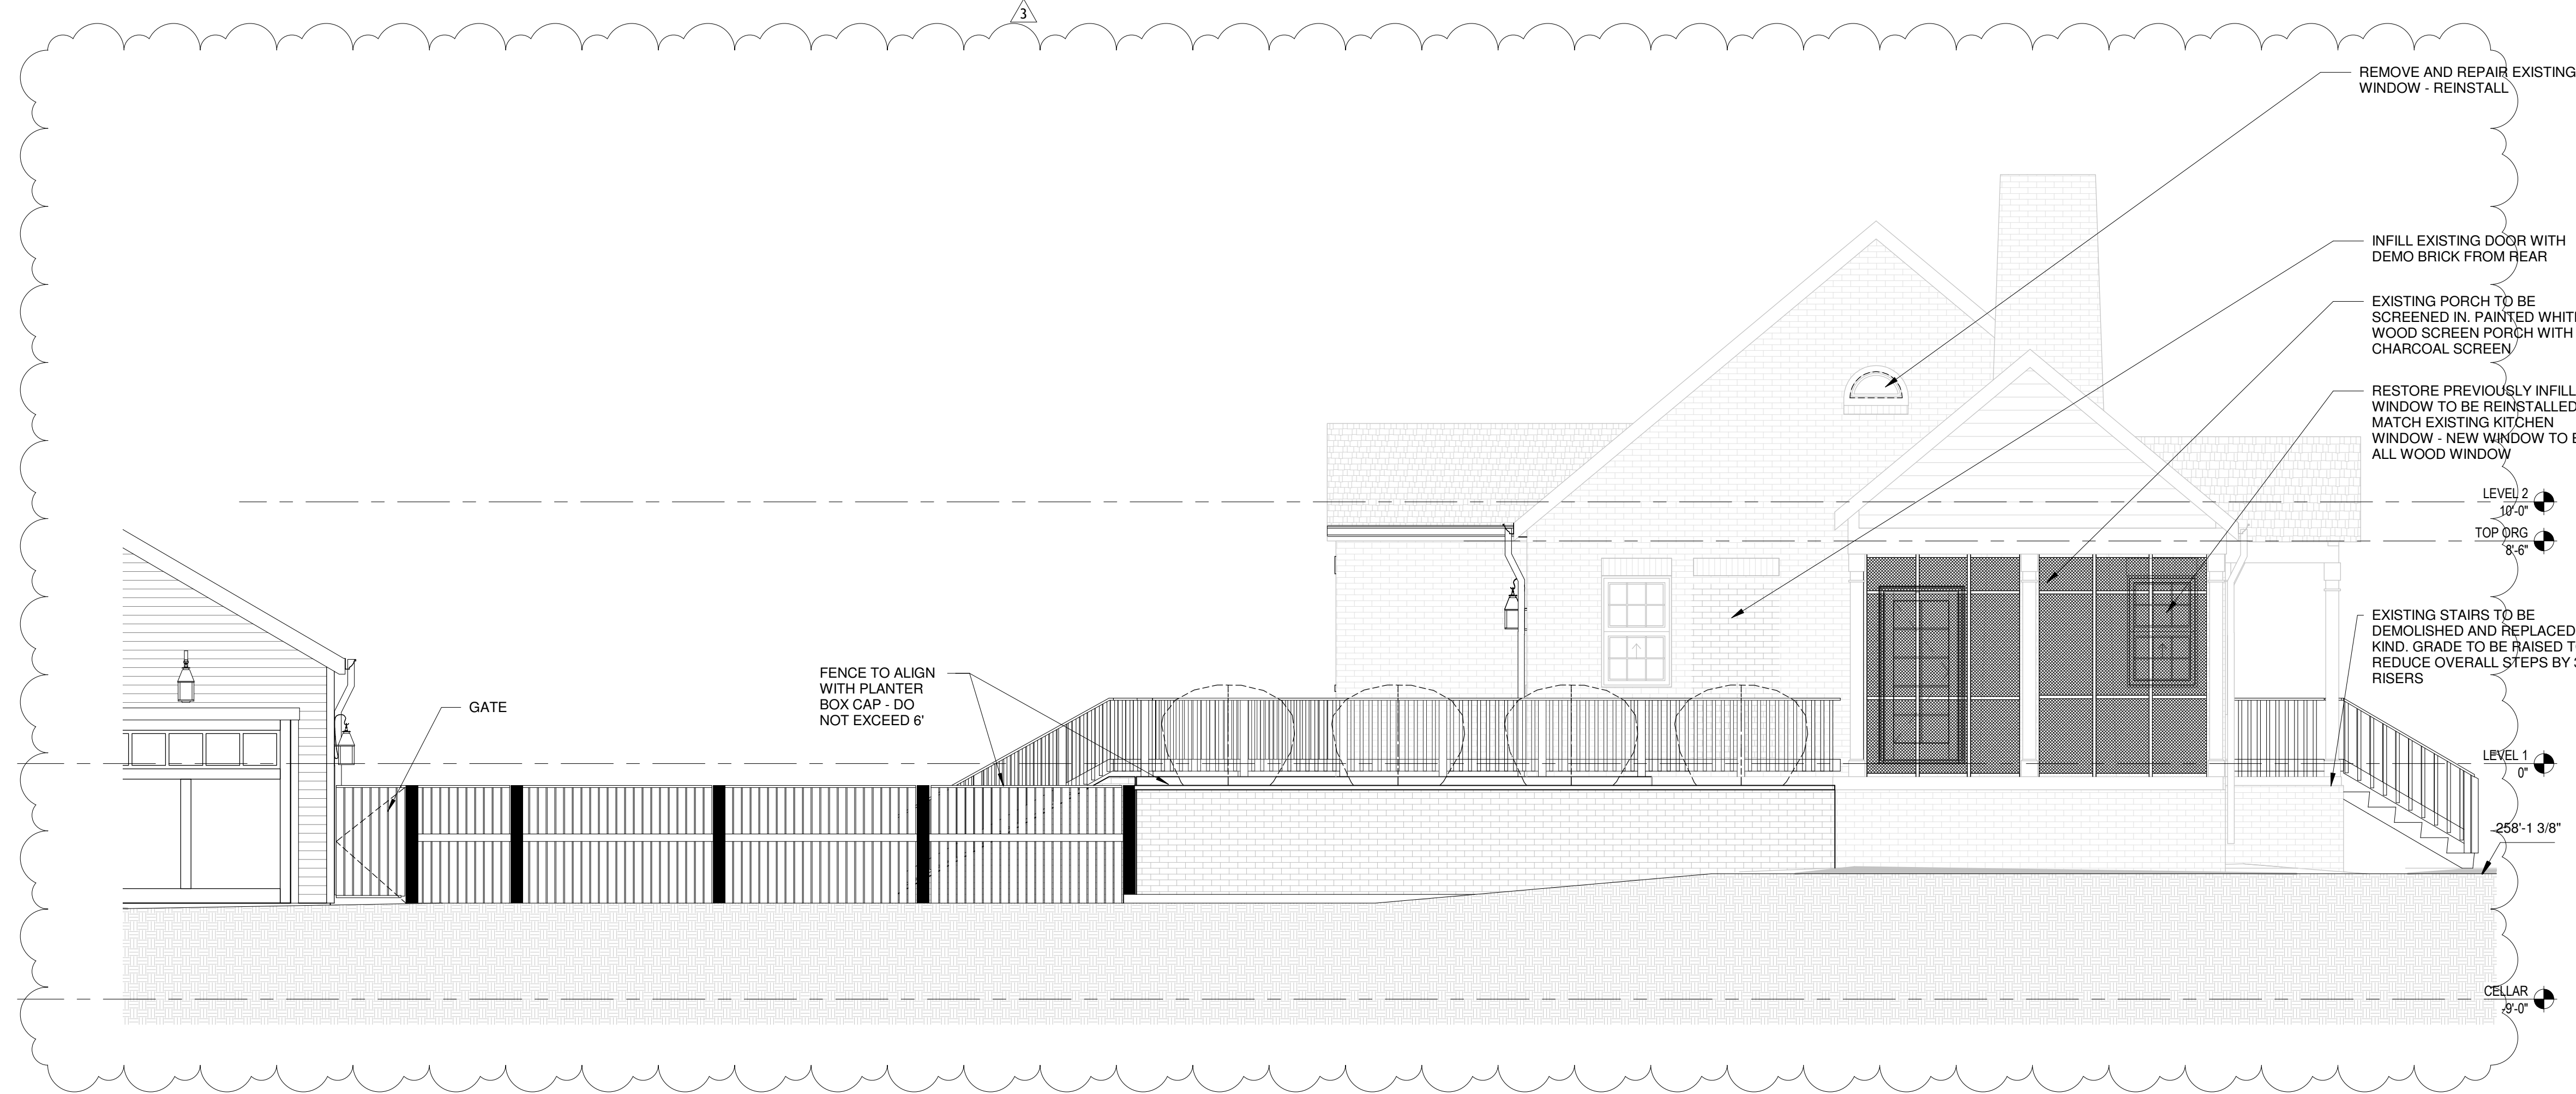 3
REMOVE AND REPAIR EXISTING
WINDOW - REINSTALL
INFILL EXISTING DOOR WITH
DEMO BRICK FROM REAR
EXISTING PORCH TO BE
SCREENED IN. PAINTED WHIT
WOOD SCREEN PORCH WITH
CHARCOAL SCREEN
RESTORE PREVIOUSLY INFILL
WINDOW TO BE REINSTALLED
MATCH EXISTING KITCHEN
WINDOW - NEW WINDOW TO
ALL WOOD WINDOW
LEVEL 2
10'-0"
TOP ORG
8'-6"
EXISTING STAIRS TO BE
DEMOLISHED AND REPLACED
KIND. GRADE TO BE RAISED
REDUCE OVERALL STEPS BY
RISERS
FENCE TO ALIGN
WITH PLANTER
BOX CAP - DO
NOT EXCEED 6'
GATE
LEVEL 1
0"
258'-1 3/8"
CELLAR
-9'-0"